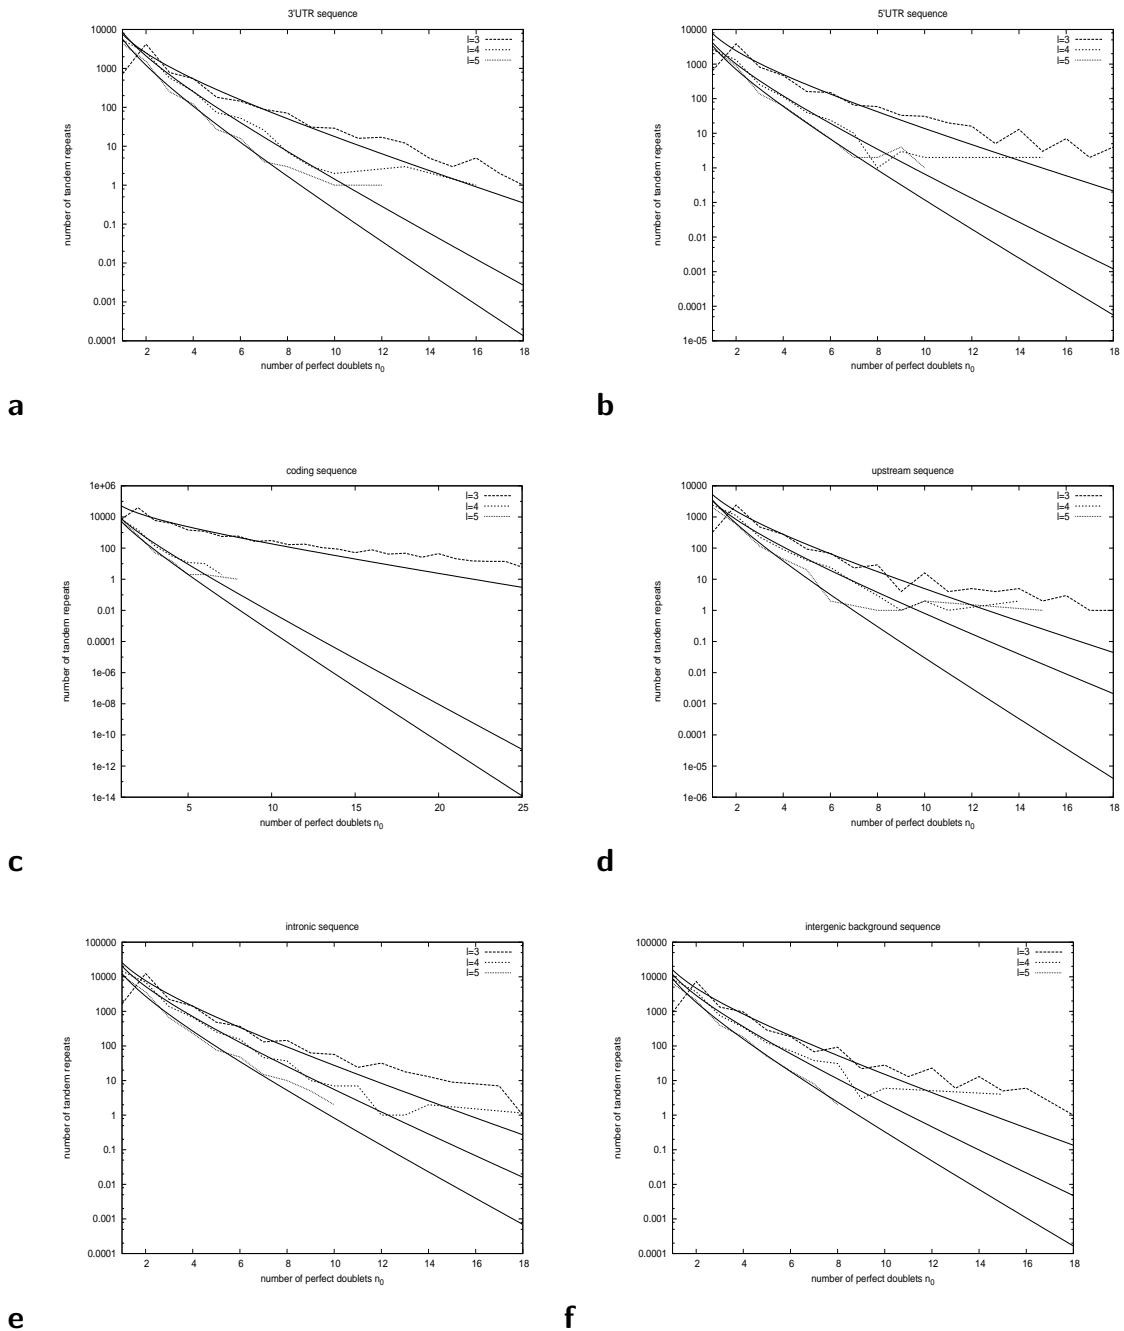 3'UTR sequence
10000
1000
100
10
1
0.1
0.01
0.001
0.0001
l=3
l=4
l=5
number of tandem repeats
2 4 6 8 10 12 14 16 18
number of perfect doublets n0
a
5'UTR sequence
10000
1000
100
10
1
0.1
0.01
0.001
0.0001
1e-05
l=3
l=4
l=5
number of tandem repeats
2 4 6 8 10 12 14 16 18
number of perfect doublets n0
b
coding sequence
1e+06
10000
100
1
0.01
0.0001
1e-06
1e-08
1e-10
1e-12
1e-14
l=3
l=4
l=5
number of tandem repeats
5 10 15 20 25
number of perfect doublets n0
c
upstream sequence
10000
1000
100
10
1
0.1
0.01
0.001
0.0001
1e-05
1e-06
l=3
l=4
l=5
number of tandem repeats
2 4 6 8 10 12 14 16 18
number of perfect doublets n0
d
intronic sequence
100000
10000
1000
100
10
1
0.1
0.01
0.001
0.0001
l=3
l=4
l=5
number of tandem repeats
2 4 6 8 10 12 14 16 18
number of perfect doublets n0
e
intergenic background sequence
100000
10000
1000
100
10
1
0.1
0.01
0.001
0.0001
l=3
l=4
l=5
number of tandem repeats
2 4 6 8 10 12 14 16 18
number of perfect doublets n0
f